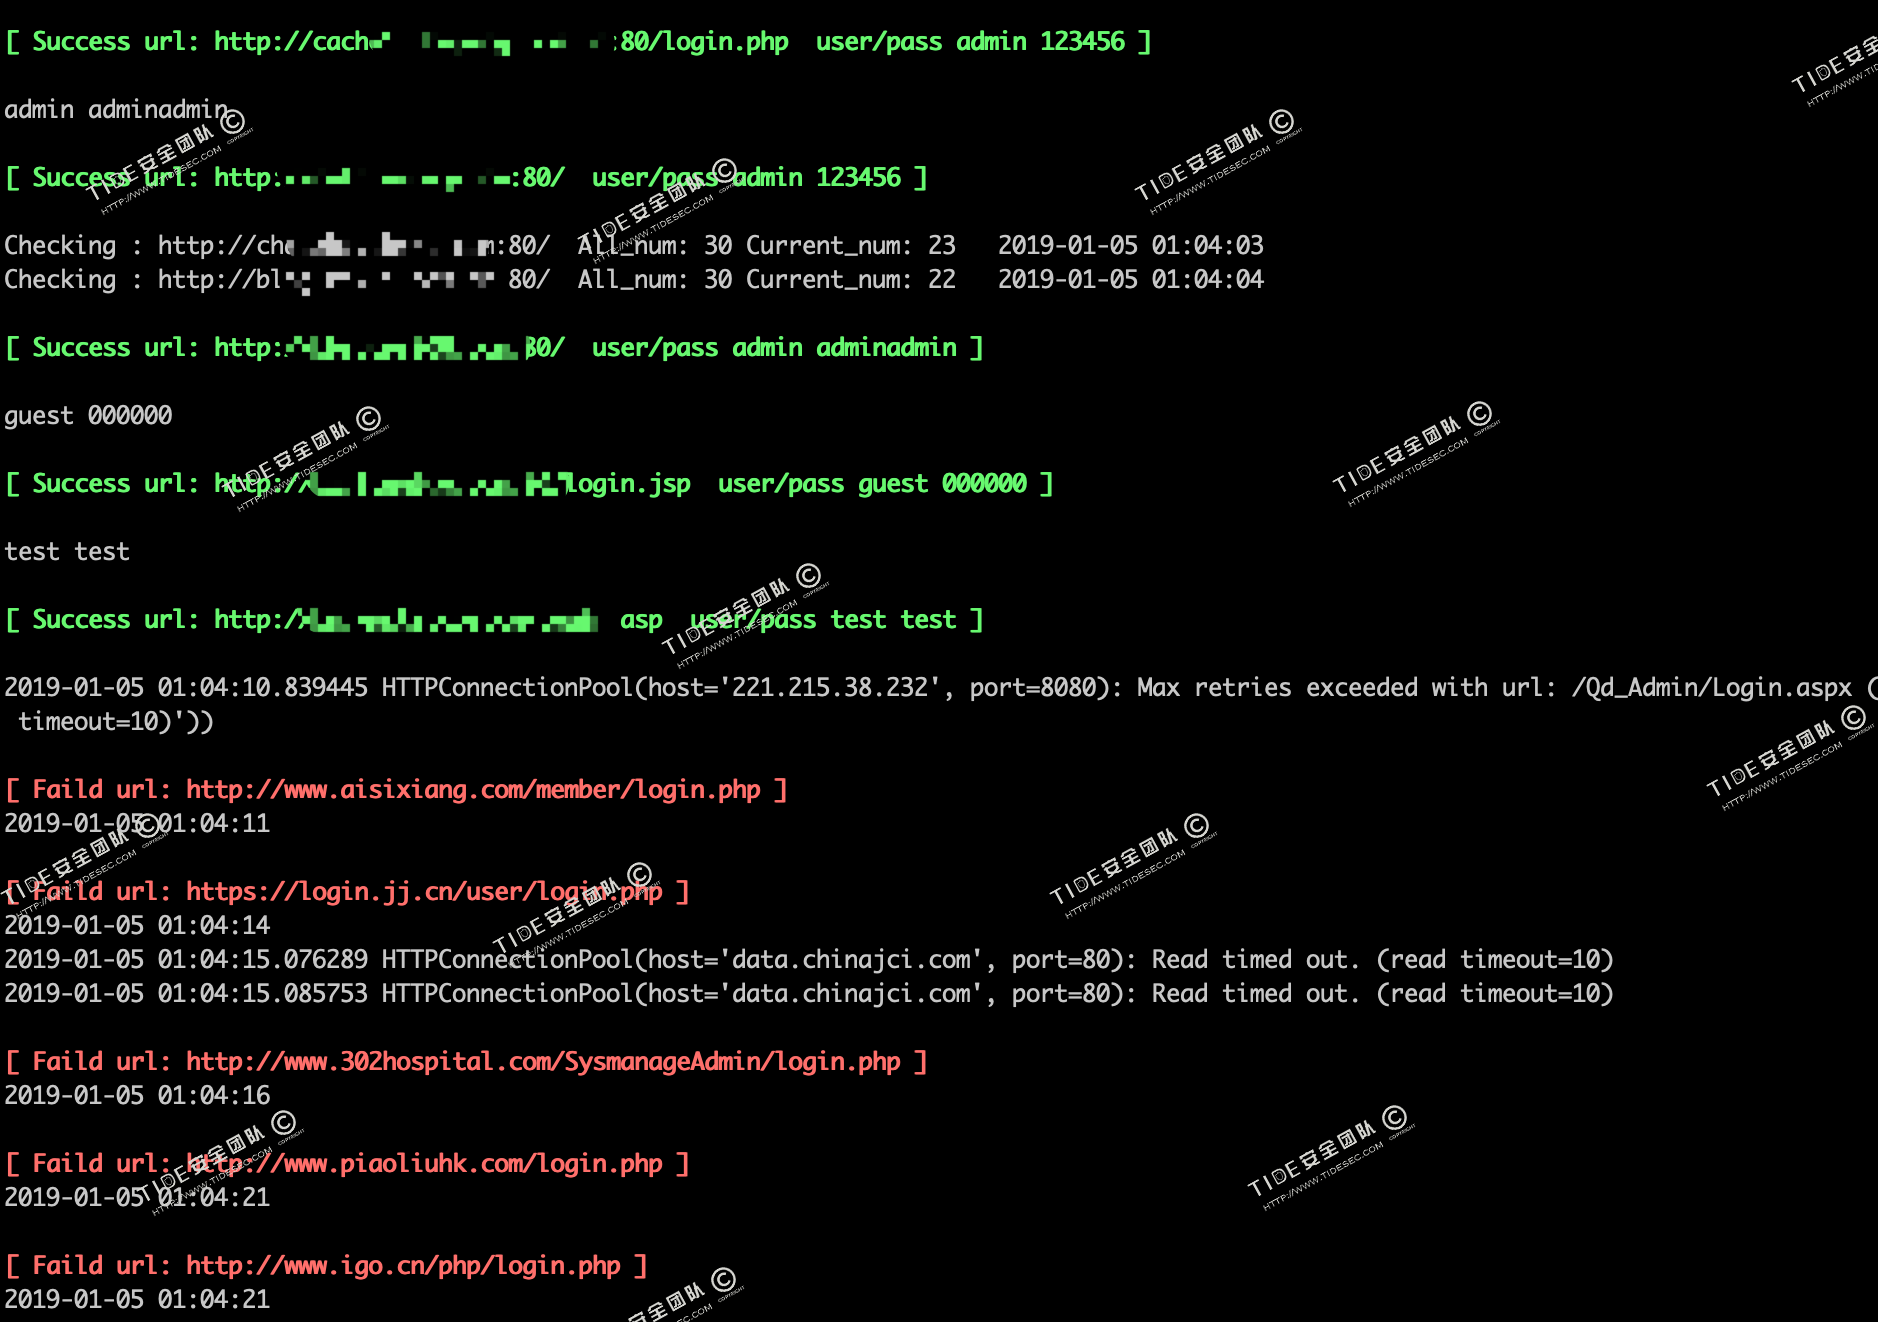 [ Success url: http://cach :80/login.php  user/pass admin 123456 ]
admin adminadmin
[ Success url: http: :80/  user/pass admin 123456 ]
Checking : http://ch :80/  All_num: 30 Current_num: 23   2019-01-05 01:04:03
Checking : http://bl 80/  All_num: 30 Current_num: 22   2019-01-05 01:04:04
[ Success url: http: 80/  user/pass admin adminadmin ]
guest 000000
[ Success url: http:// login.jsp  user/pass guest 000000 ]
test test
[ Success url: http:// asp  user/pass test test ]
2019-01-05 01:04:10.839445 HTTPConnectionPool(host='221.215.38.232', port=8080): Max retries exceeded with url: /Qd_Admin/Login.aspx (
 timeout=10)'))
[ Faild url: http://www.aisixiang.com/member/login.php ]
2019-01-05 01:04:11
[ Faild url: https://login.jj.cn/user/login.php ]
2019-01-05 01:04:14
2019-01-05 01:04:15.076289 HTTPConnectionPool(host='data.chinajci.com', port=80): Read timed out. (read timeout=10)
2019-01-05 01:04:15.085753 HTTPConnectionPool(host='data.chinajci.com', port=80): Read timed out. (read timeout=10)
[ Faild url: http://www.302hospital.com/SysmanageAdmin/login.php ]
2019-01-05 01:04:16
[ Faild url: http://www.piaoliuhk.com/login.php ]
2019-01-05 01:04:21
[ Faild url: http://www.igo.cn/php/login.php ]
2019-01-05 01:04:21
TIDE安全团队 ©
HTTP://WWW.TIDESEC.COM COPYRIGHT